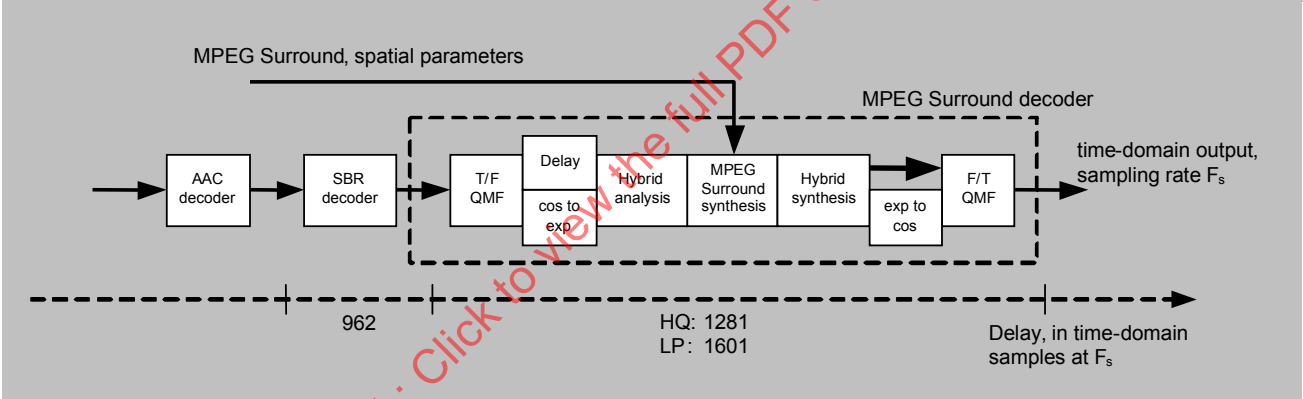 MPEG Surround, spatial parameters
MPEG Surround decoder
AAC
decoder
SBR
decoder
T/F
QMF
Delay
cos to
exp
Hybrid
analysis
MPEG
Surround
synthesis
Hybrid
synthesis
exp to
cos
F/T
QMF
time-domain output,
sampling rate Fs
962
HQ: 1281
LP: 1601
Delay, in time-domain
samples at Fs
: Click to view the full PDF